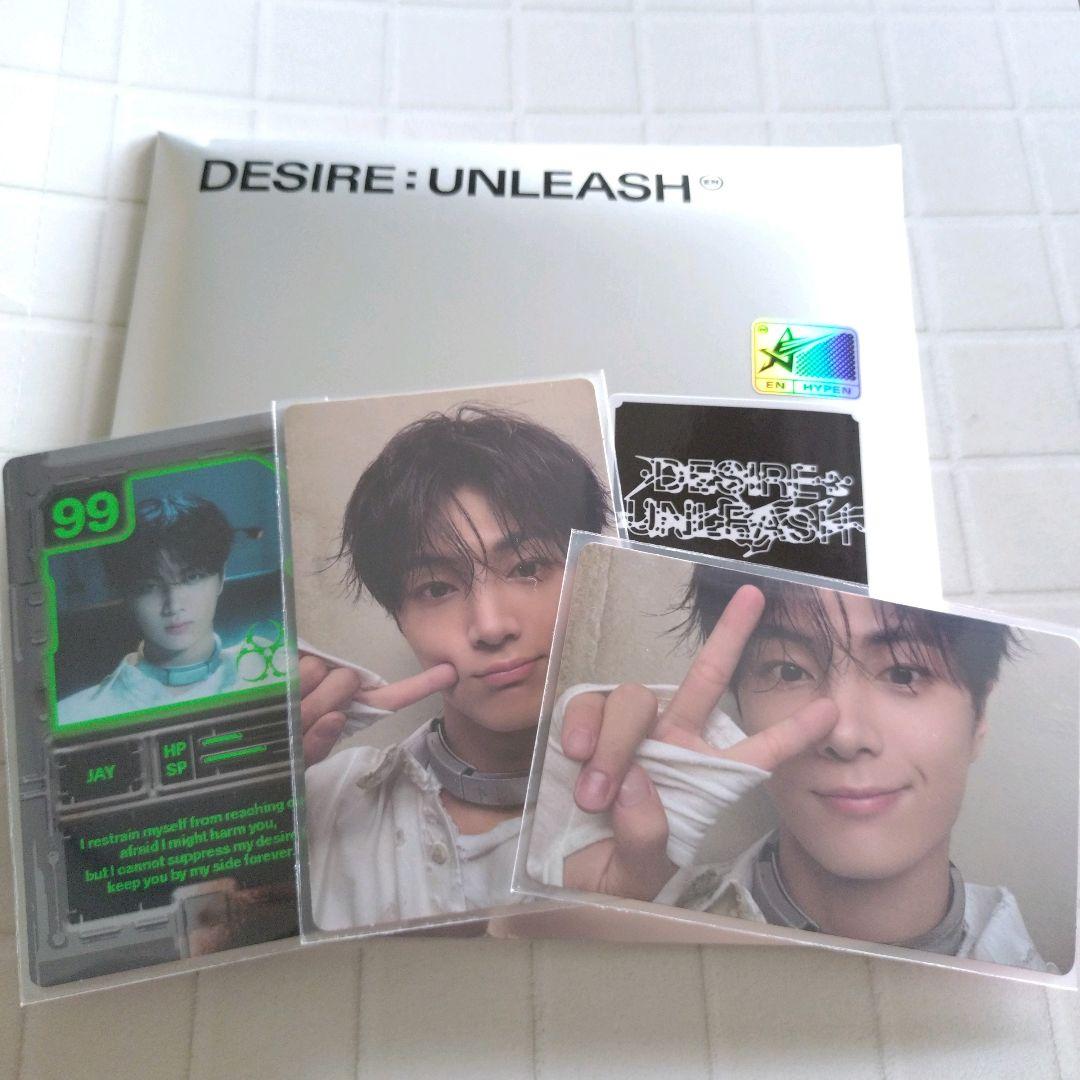 DESIRE : UNLEASH
EN HYPEN
DESIRE:
UNLEASH
99
JAY
HP
SP
I restrain myself from reaching
afraid I might harm you,
but I cannot suppress my desire
keep you by my side forever.